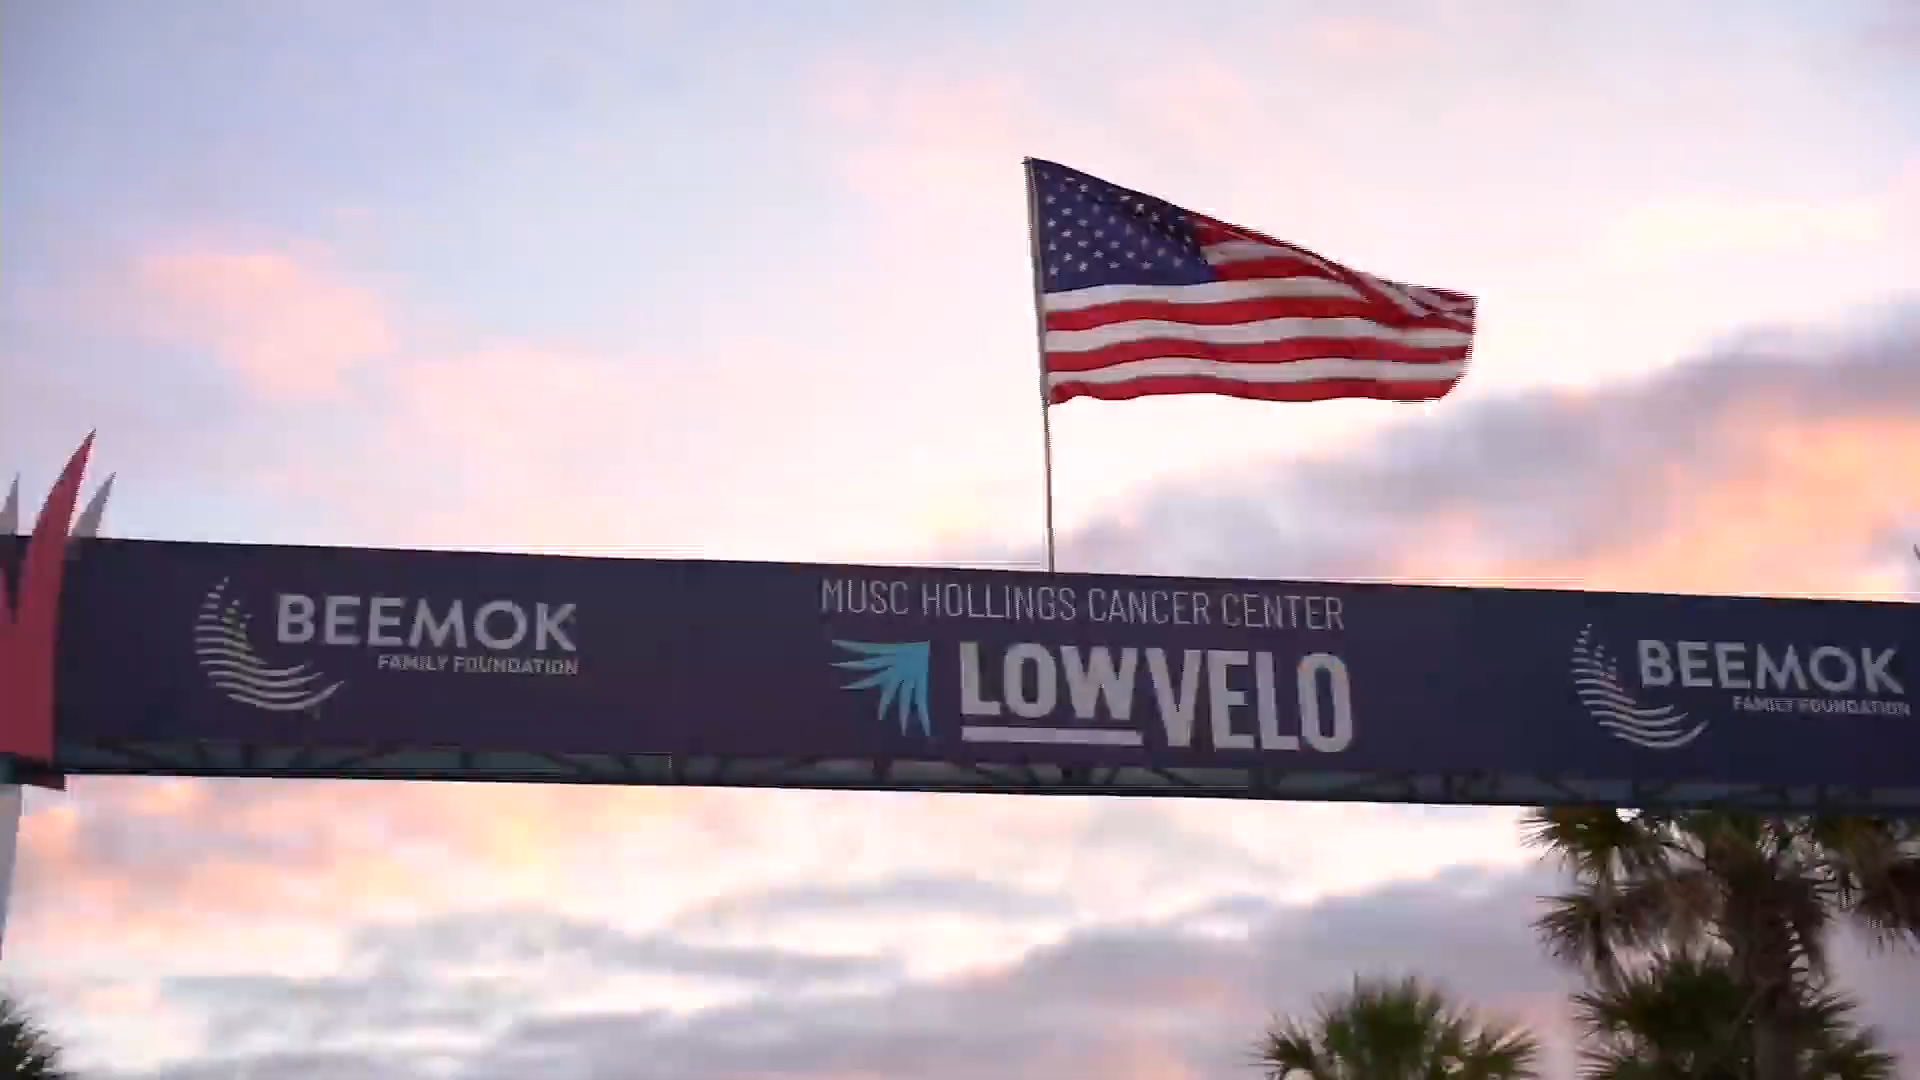 BEEMOK
FAMILY FOUNDATION
MUSC HOLLINGS CANCER CENTER
LOWVELO
BEEMOK
FAMILY FOUNDATION